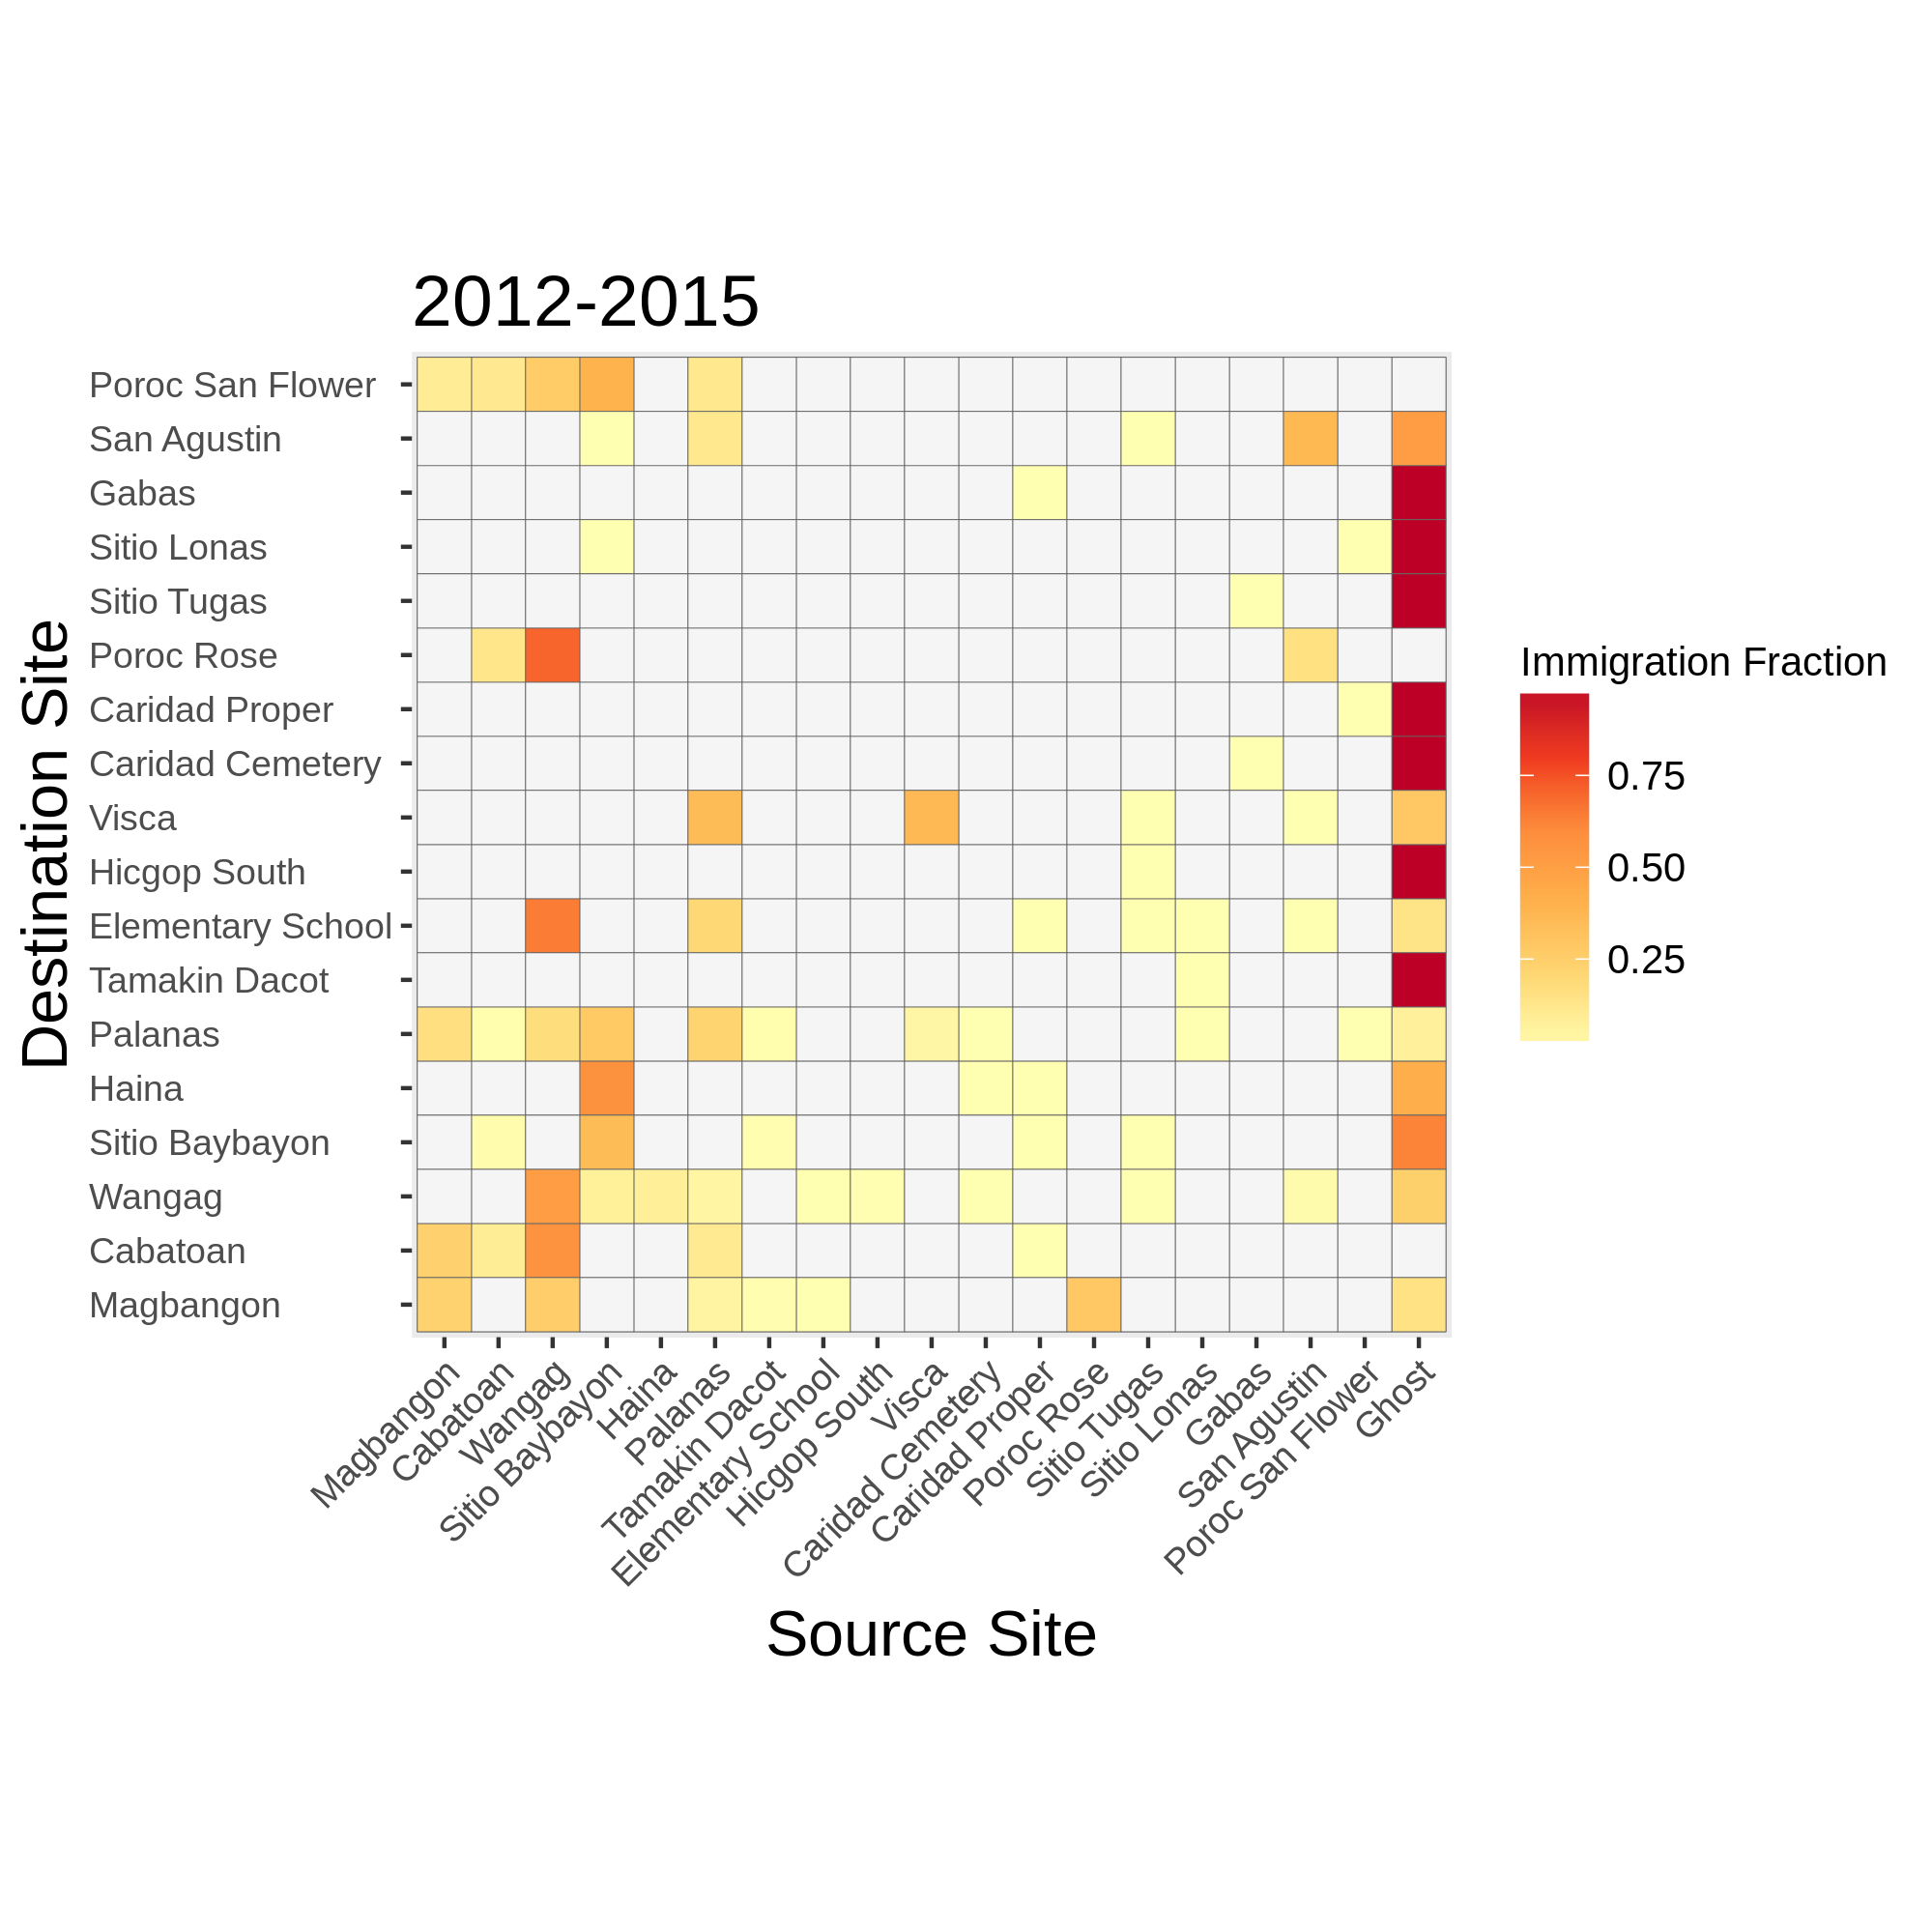 2012-2015
Destination Site
Poroc San Flower
San Agustin
Gabas
Sitio Lonas
Sitio Tugas
Poroc Rose
Caridad Proper
Caridad Cemetery
Visca
Hicgop South
Elementary School
Tamakin Dacot
Palanas
Haina
Sitio Baybayon
Wangag
Cabatoan
Magbangon
Magbangon
Cabatoan
Wangag
Sitio Baybayon
Haina
Palanas
Tamakin Dacot
Elementary School
Hicgop South
Visca
Caridad Cemetery
Caridad Proper
Poroc Rose
Sitio Tugas
Sitio Lonas
Gabas
San Agustin
Poroc San Flower
Ghost
Source Site
Immigration Fraction
0.75
0.50
0.25